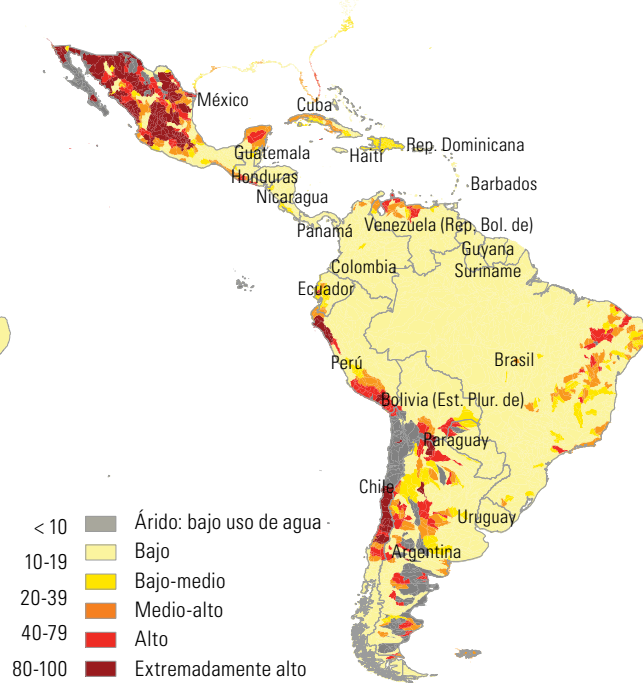 México
Cuba
Rep. Dominicana
Guatemala
Haití
Honduras
Barbados
Nicaragua
Panamá
Venezuela (Rep. Bol. de)
Guyana
Colombia
Suriname
Ecuador
Perú
Brasil
Bolivia (Est. Plur. de)
Paraguay
Chile
Uruguay
Argentina
< 10 Árido: bajo uso de agua
10-19 Bajo
20-39 Bajo-medio
40-79 Medio-alto
Alto
80-100 Extremadamente alto